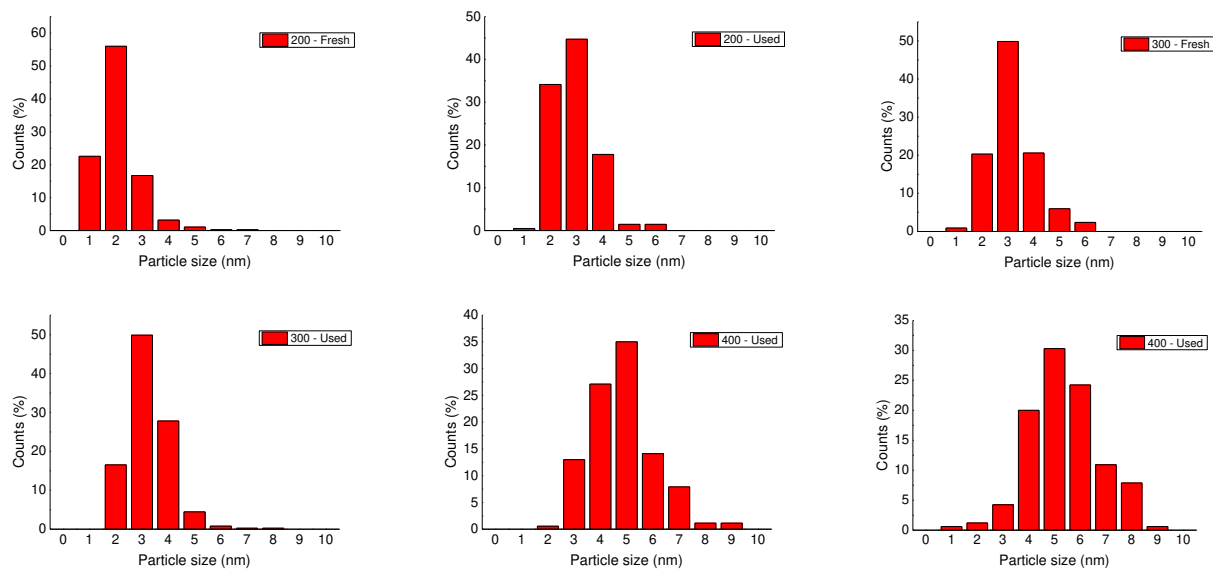 60
50
40
30
20
10
0
Counts (%)
200 - Fresh
0 1 2 3 4 5 6 7 8 9 10
Particle size (nm)
50
40
30
20
10
0
Counts (%)
200 - Used
0 1 2 3 4 5 6 7 8 9 10
Particle size (nm)
50
40
30
20
10
0
Counts (%)
300 - Fresh
0 1 2 3 4 5 6 7 8 9 10
Particle size (nm)
50
40
30
20
10
0
Counts (%)
300 - Used
0 1 2 3 4 5 6 7 8 9 10
Particle size (nm)
40
35
30
25
20
15
10
5
0
Counts (%)
400 - Used
0 1 2 3 4 5 6 7 8 9 10
Particle size (nm)
35
30
25
20
15
10
5
0
Counts (%)
400 - Used
0 1 2 3 4 5 6 7 8 9 10
Particle size (nm)